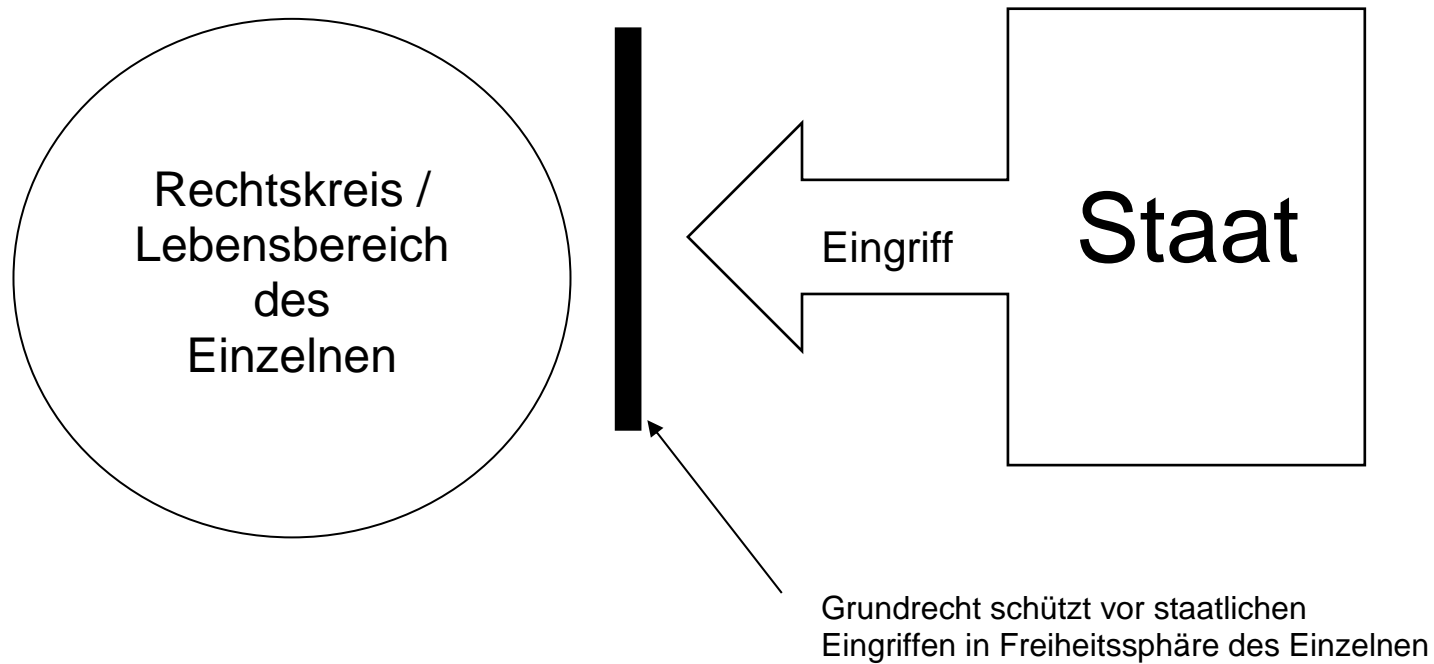 Rechtskreis /
Lebensbereich
des
Einzelnen
Eingriff
Staat
Grundrecht schützt vor staatlichen
Eingriffen in Freiheitssphäre des Einzelnen